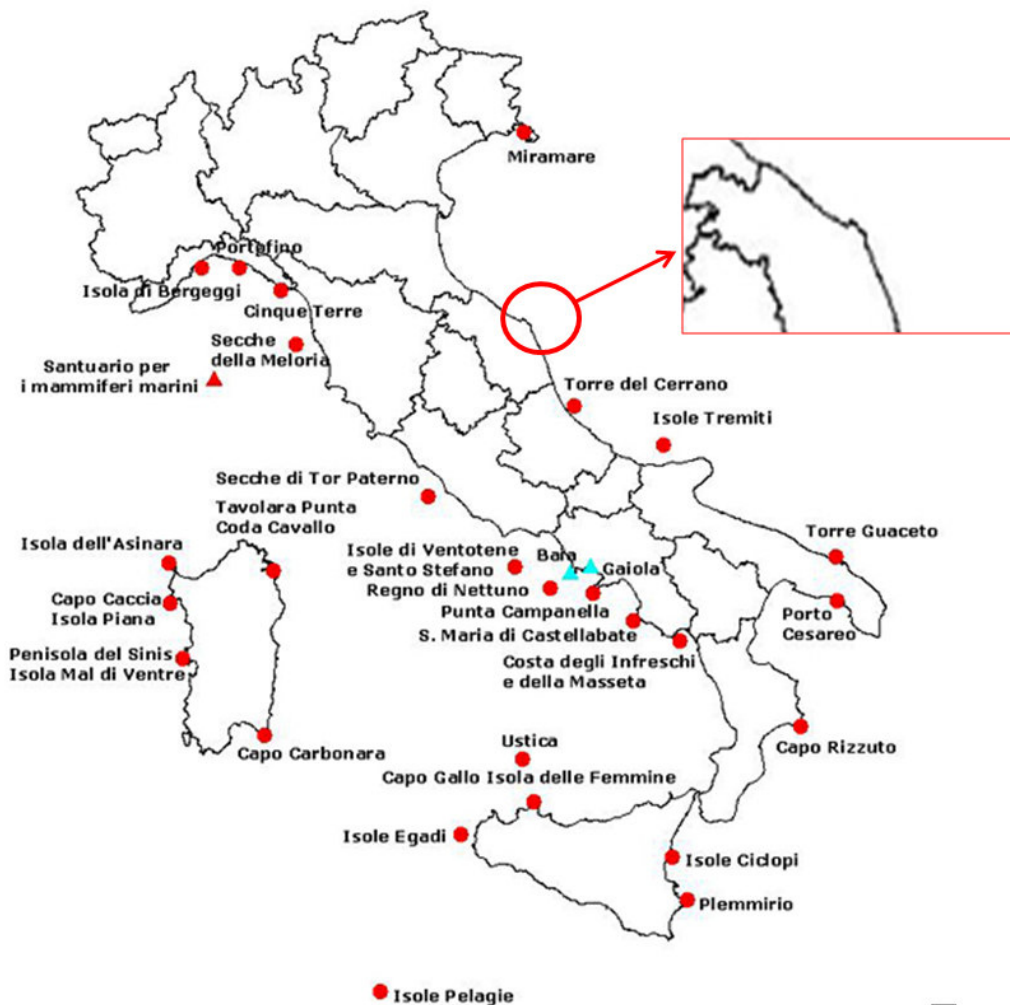 Miramare
Portofino
Isola di Bergeggi
Cinque Terre
Secche
della Meloria
Santuario per
i mammiferi marini
Torre del Cerrano
Isole Tremiti
Secche di Tor Paterno
Tavolara Punta
Coda Cavallo
Torre Guaceto
Isola dell'Asinara
Isole di Ventotene
e Santo Stefano
Baia
Gaiola
Regno di Nettuno
Capo Caccia
Isola Piana
Punta Campanella
Porto
Cesareo
S. Maria di Castellabate
Penisola del Sinis
Isola Mal di Ventre
Costa degli Infreschi
e della Masseta
Capo Carbonara
Ustica
Capo Rizzuto
Capo Gallo Isola delle Femmine
Isole Egadi
Isole Ciclopi
Plemmirio
Isole Pelagie